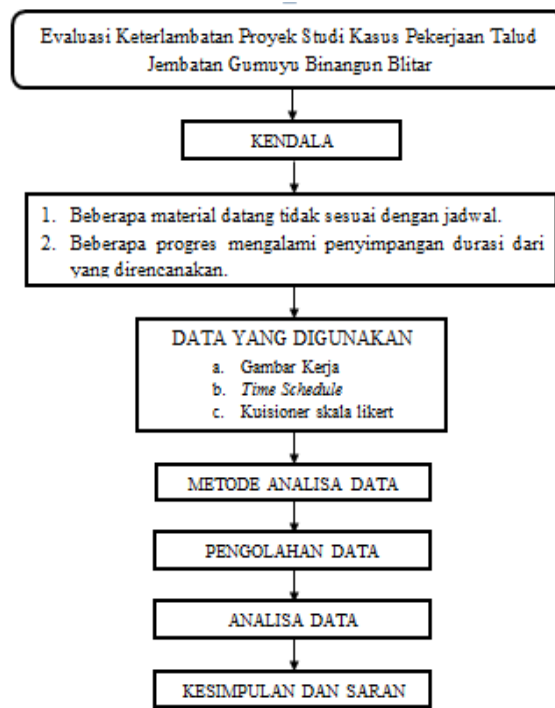 Evaluasi Keterlambatan Proyek Studi Kasus Pekerjaan Talud
Jembatan Gumuyu Binangun Blitar
KENDALA
1. Beberapa material datang tidak sesuai dengan jadwal.
2. Beberapa progres mengalami penyimpangan durasi dari
yang direncanakan.
DATA YANG DIGUNAKAN
a. Gambar Kerja
b. Time Schedule
c. Kuisioner skala likert
METODE ANALISA DATA
PENGOLAHAN DATA
ANALISA DATA
KESIMPULAN DAN SARAN